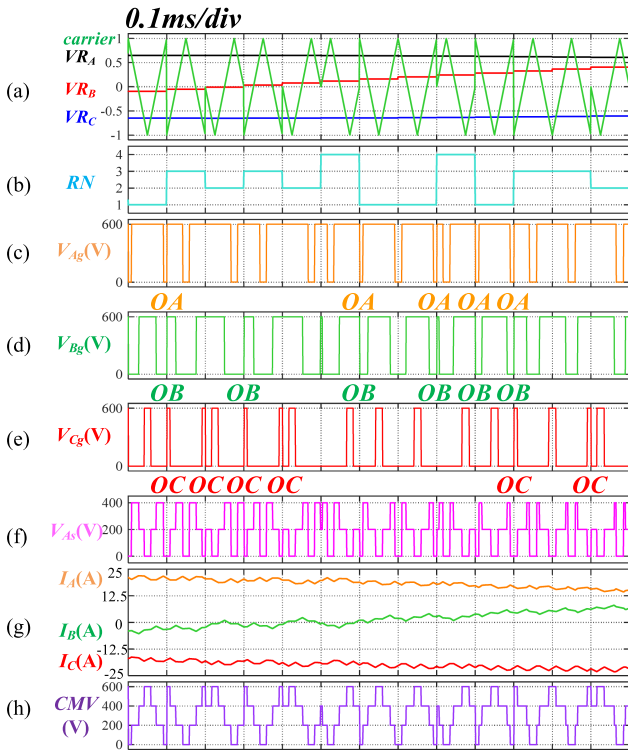 0.1ms/div
carrier
VR_A
VR_B
VR_C
(a)
1
0.5
0
-0.5
-1
(b)
RN
4
3
2
1
(c)
V_Ag(V)
600
0
OA OA OA OA OA
(d)
V_Bg(V)
600
0
OB OB OB OB OB OB
(e)
V_Cg(V)
600
0
OC OC OC OC OC OC
(f)
V_As(V)
400
200
0
(g)
I_A(A)
I_B(A)
I_C(A)
25
12.5
0
-12.5
-25
(h)
CMV
(V)
600
400
200
0